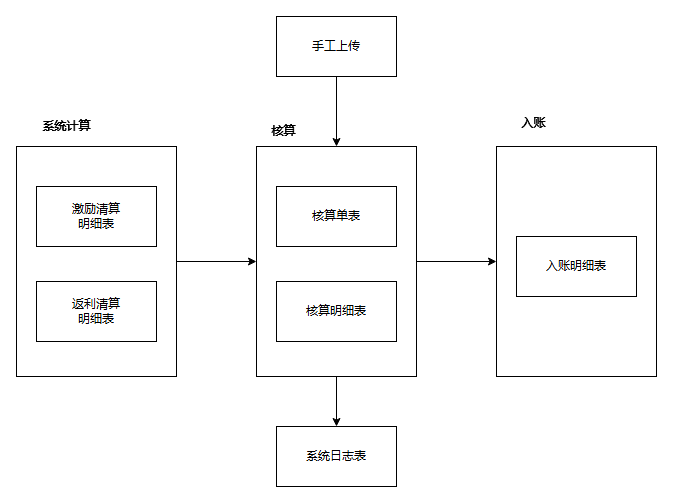 手工上传
系统计算
核算
入账
激励清算
明细表
核算单表
入账明细表
返利清算
明细表
核算明细表
系统日志表